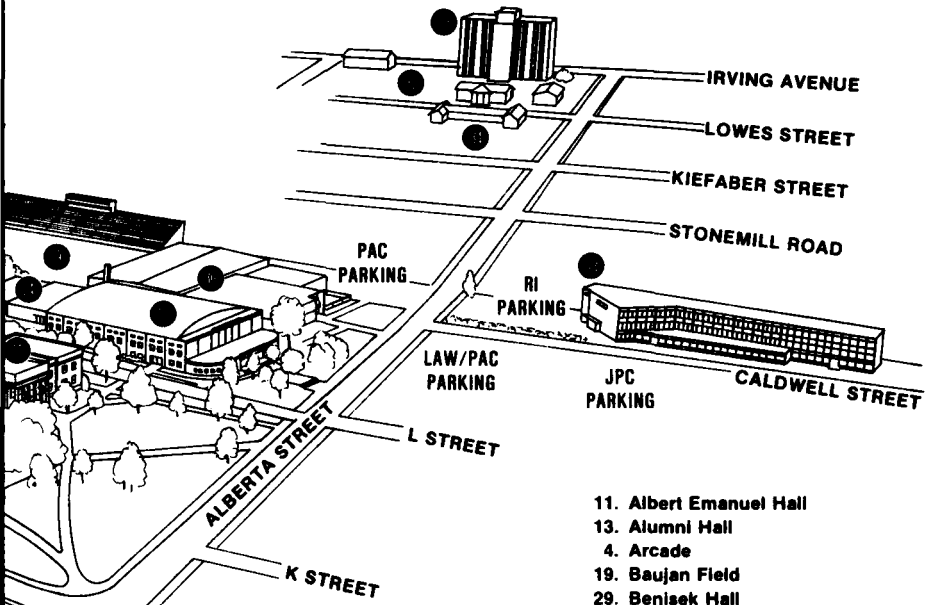 IRVING AVENUE
LOWES STREET
KIEFABER STREET
STONEMILL ROAD
PAC
PARKING
RI
PARKING
LAW/PAC
PARKING
JPC
PARKING
CALDWELL STREET
L STREET
ALBERTA STREET
K STREET
11. Albert Emanuel Hall
13. Alumni Hall
4. Arcade
19. Baujan Field
29. Benisek Hall